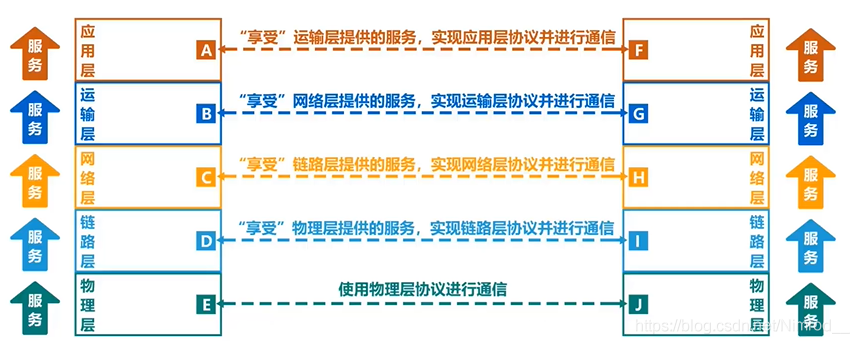 服务 应用层 A “享受”运输层提供的服务，实现应用层协议并进行通信 F 应用层 服务
服务 运输层 B “享受”网络层提供的服务，实现运输层协议并进行通信 G 运输层 服务
服务 网络层 C “享受”链路层提供的服务，实现网络层协议并进行通信 H 网络层 服务
服务 链路层 D “享受”物理层提供的服务，实现链路层协议并进行通信 I 链路层 服务
服务 物理层 E 使用物理层协议进行通信 J 物理层 服务
https://blog.csdn.net/Nimrod__